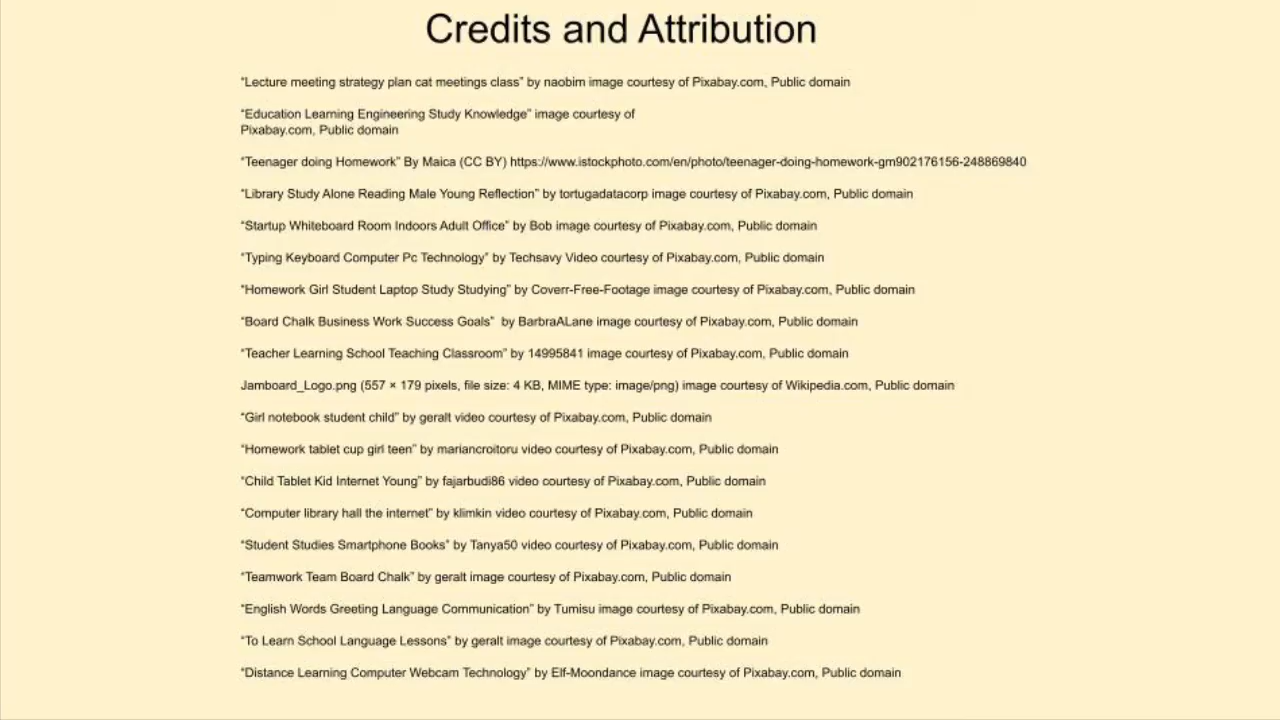 Credits and Attribution
“Lecture meeting strategy plan cat meetings class” by naobim image courtesy of Pixabay.com, Public domain
“Education Learning Engineering Study Knowledge” image courtesy of
Pixabay.com, Public domain
“Teenager doing Homework” By Maica (CC BY) https://www.istockphoto.com/en/photo/teenager-doing-homework-gm902176156-248869840
“Library Study Alone Reading Male Young Reflection” by tortugadatacorp image courtesy of Pixabay.com, Public domain
“Startup Whiteboard Room Indoors Adult Office” by Bob image courtesy of Pixabay.com, Public domain
“Typing Keyboard Computer Pc Technology” by Techsavy Video courtesy of Pixabay.com, Public domain
“Homework Girl Student Laptop Study Studying” by Coverr-Free-Footage image courtesy of Pixabay.com, Public domain
“Board Chalk Business Work Success Goals”  by BarbraALane image courtesy of Pixabay.com, Public domain
“Teacher Learning School Teaching Classroom” by 14995841 image courtesy of Pixabay.com, Public domain
Jamboard_Logo.png (557 × 179 pixels, file size: 4 KB, MIME type: image/png) image courtesy of Wikipedia.com, Public domain
“Girl notebook student child” by geralt video courtesy of Pixabay.com, Public domain
“Homework tablet cup girl teen” by mariancroitoru video courtesy of Pixabay.com, Public domain
“Child Tablet Kid Internet Young” by fajarbudi86 video courtesy of Pixabay.com, Public domain
“Computer library hall the internet” by klimkin video courtesy of Pixabay.com, Public domain
“Student Studies Smartphone Books” by Tanya50 video courtesy of Pixabay.com, Public domain
“Teamwork Team Board Chalk” by geralt image courtesy of Pixabay.com, Public domain
“English Words Greeting Language Communication” by Tumisu image courtesy of Pixabay.com, Public domain
“To Learn School Language Lessons” by geralt image courtesy of Pixabay.com, Public domain
“Distance Learning Computer Webcam Technology” by Elf-Moondance image courtesy of Pixabay.com, Public domain